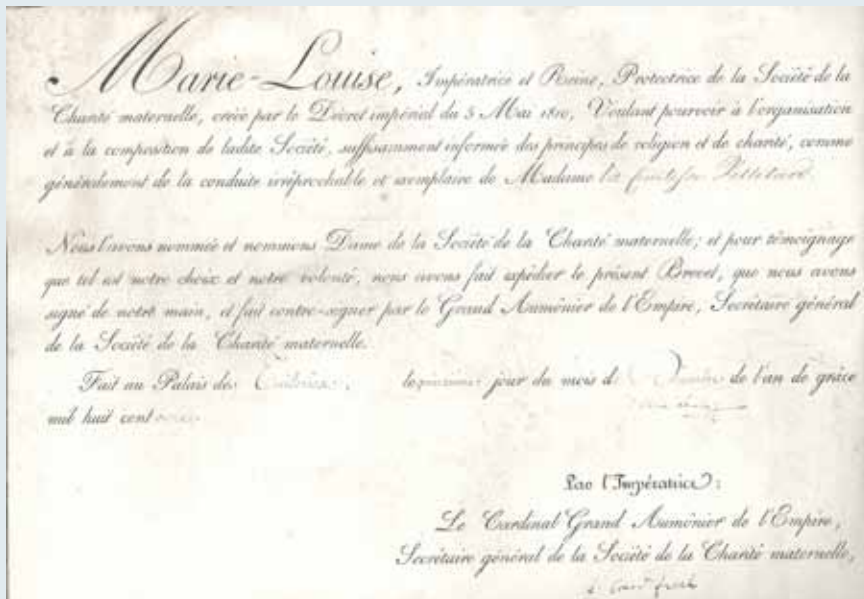 Marie-Louise, Impératrice et Reine, Protectrice de la Société de la
Charité maternelle, créée par le Décret impérial du 5 Mai 1810, Voulant pourvoir à l'organisation
et à la composition de ladite Société, suffisamment informée des principes de religion et de charité, comme
généralement de la conduite irréprochable et exemplaire de Madame la
Nous l'avons nommée et nommons Dame de la Société de la Charité maternelle; et pour témoignage
que tel est notre choix et notre volonté, nous avons fait expédier le présent Brevet, que nous avons
signé de notre main, et fait contre-signer par le Grand Aumônier de l'Empire, Secrétaire général
de la Société de la Charité maternelle.
Fait au Palais des Tuileries le jour du mois de de l'an de grâce
mil huit cent
Par l'Impératrice:
Le Cardinal Grand Aumônier de l'Empire,
Secrétaire général de la Société de la Charité maternelle,